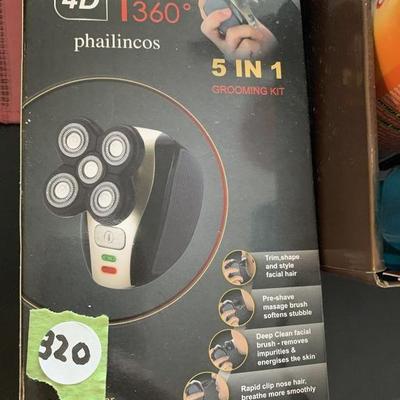 4D
360°
phailincos
5 IN 1
GROOMING KIT
Trim,shape
and style
facial hair
Pre-shave
masage brush
softens stubble
Deep Clean facial
brush - removes
impurities &
energises the skin
Rapid clip nose hair,
breathe more smoothly
320